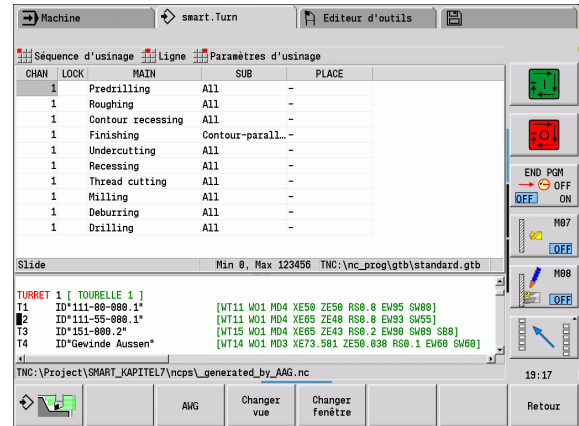 Machine smart.Turn Editeur d'outils
Séquence d'usinage Ligne Paramètres d'usinage
CHAN LOCK MAIN SUB PLACE
1 Predrilling All -
1 Roughing All -
1 Contour recessing All -
1 Finishing Contour-parall… -
1 Undercutting All -
1 Recessing All -
1 Thread cutting All -
1 Milling All -
1 Deburring All -
1 Drilling All -
Slide Min 0, Max 123456 TNC:\nc_prog\gtb\standard.gtb
TURRET 1 [ TOURELLE 1 ]
T1 ID"111-80-080.1" [WT11 WO1 MD4 XE50 ZE50 RS0.8 EW95 SW80]
2 ID"111-55-080.1" [WT11 WO1 MD4 XE65 ZE48 RS0.8 EW93 SW55]
T3 ID"151-800.2" [WT15 WO1 MD4 XE65 ZE43 RS0.2 EW90 SW89 SB8]
T4 ID"Gewinde Aussen" [WT14 WO1 MD3 XE73.581 ZE50.038 RS0.1 EW60 SW60]
TNC:\Project\SMART_KAPITEL7\ncps\_generated_by_AAG.nc
END PGM
OFF
OFF ON
M07
OFF
M08
OFF
19:17
AWG
Changer vue
Changer fenêtre
Retour